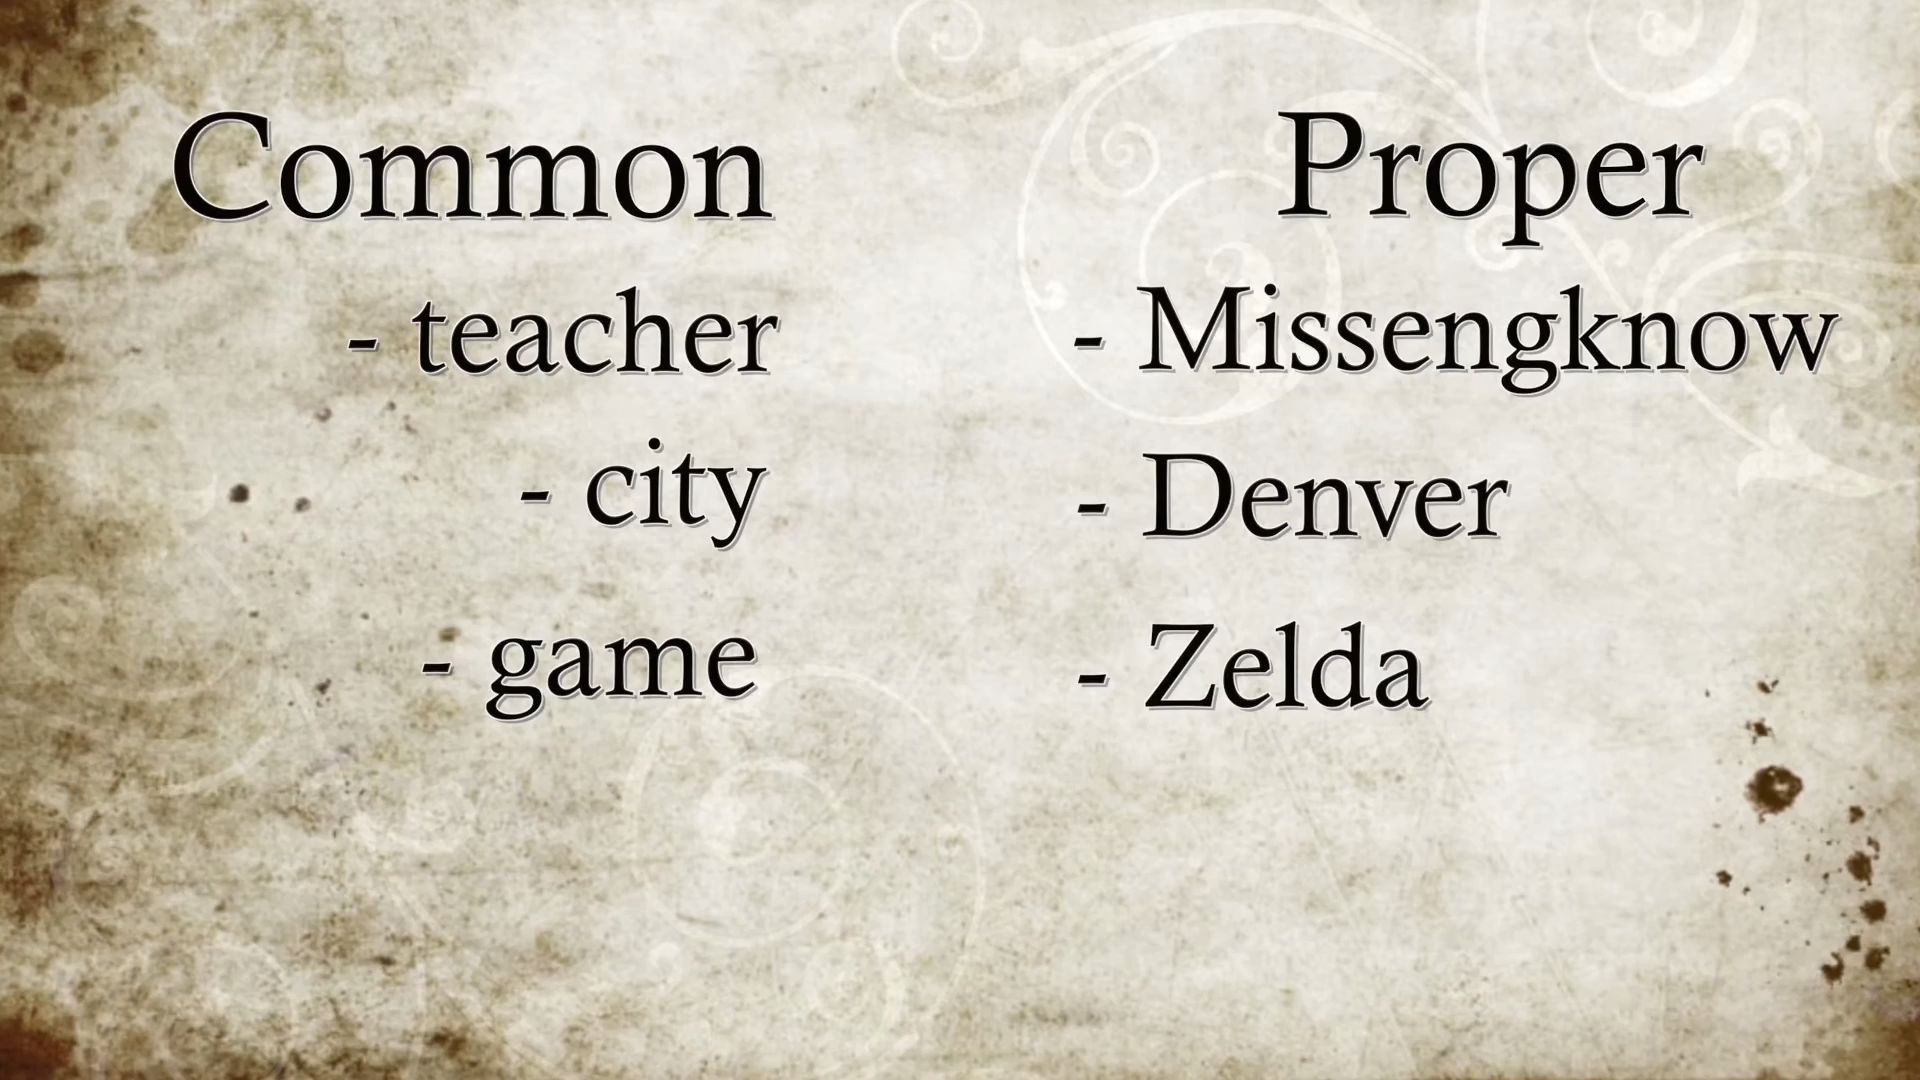 Common
- teacher
- city
- game
Proper
- Missengknow
- Denver
- Zelda